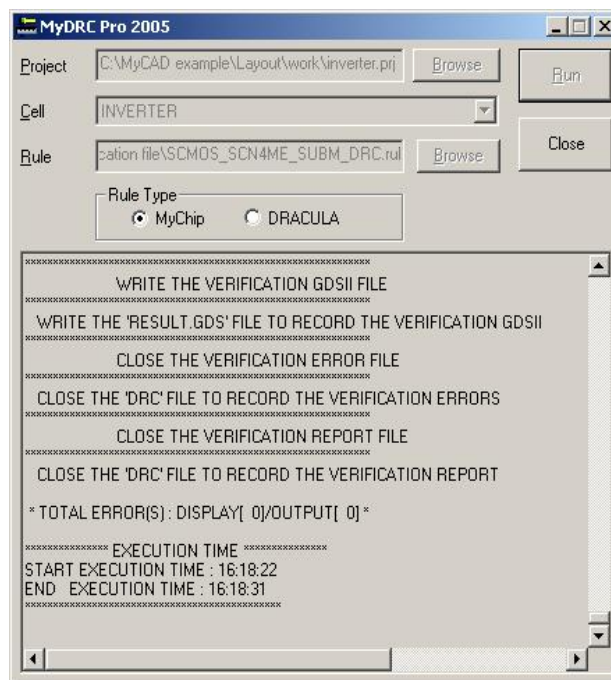 MyDRC Pro 2005
Project C:\MyCAD example\Layout\work\inverter.prj Browse Run
Cell INVERTER
Close
Rule cation file\SCMOS_SCN4ME_SUBM_DRC.rul Browse
Rule Type
MyChip DRACULA
WRITE THE VERIFICATION GDSII FILE
WRITE THE 'RESULT.GDS' FILE TO RECORD THE VERIFICATION GDSII
CLOSE THE VERIFICATION ERROR FILE
CLOSE THE 'DRC' FILE TO RECORD THE VERIFICATION ERRORS
CLOSE THE VERIFICATION REPORT FILE
CLOSE THE 'DRC' FILE TO RECORD THE VERIFICATION REPORT
* TOTAL ERROR(S) : DISPLAY[ 0]/OUTPUT[ 0] *
*************** EXECUTION TIME ***************
START EXECUTION TIME : 16:18:22
END EXECUTION TIME : 16:18:31